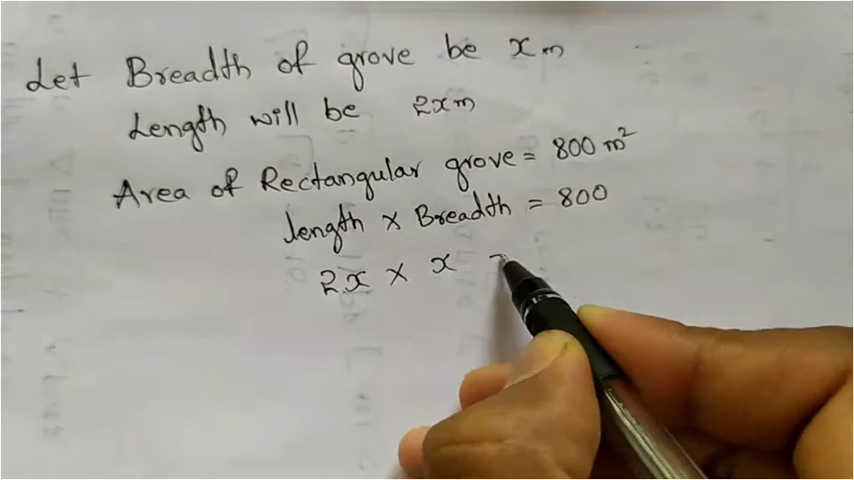 Let Breadth of grove be x m
Length will be 2x m
Area of Rectangular grove = 800 m²
length × Breadth = 800
2x × x